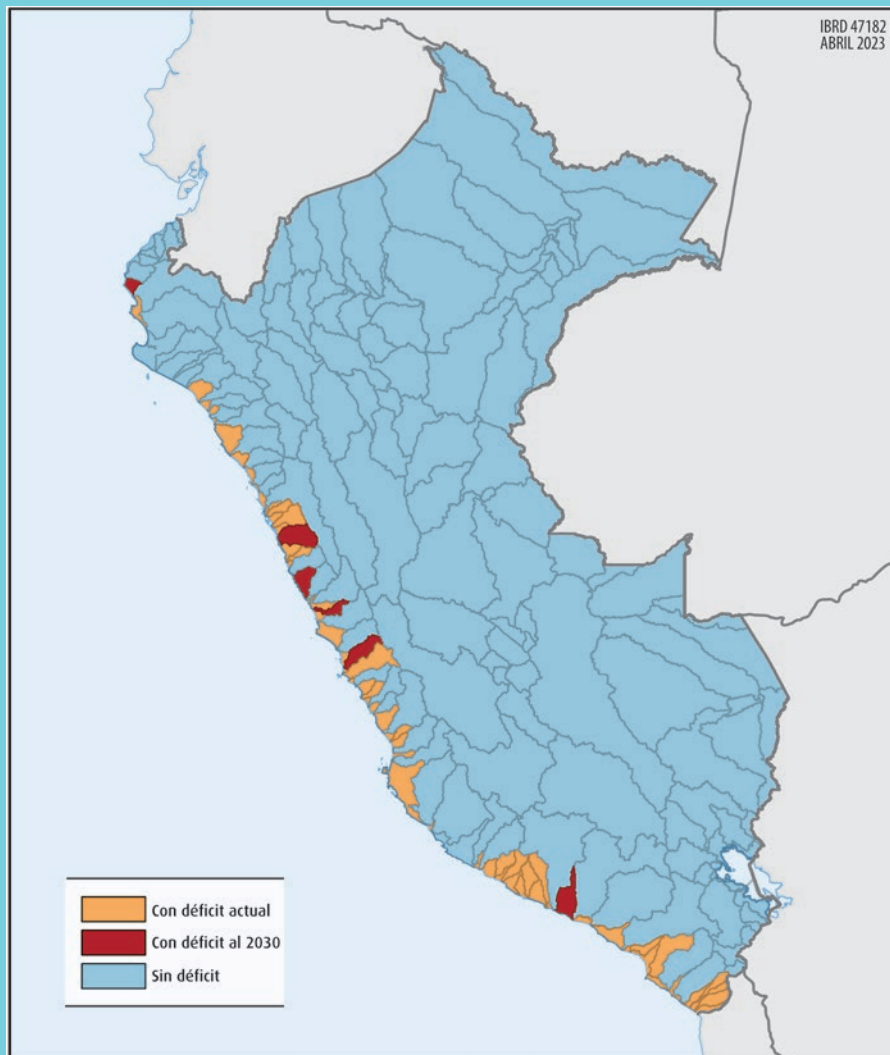 IBRD 47182
ABRIL 2023
Con déficit actual
Con déficit al 2030
Sin déficit